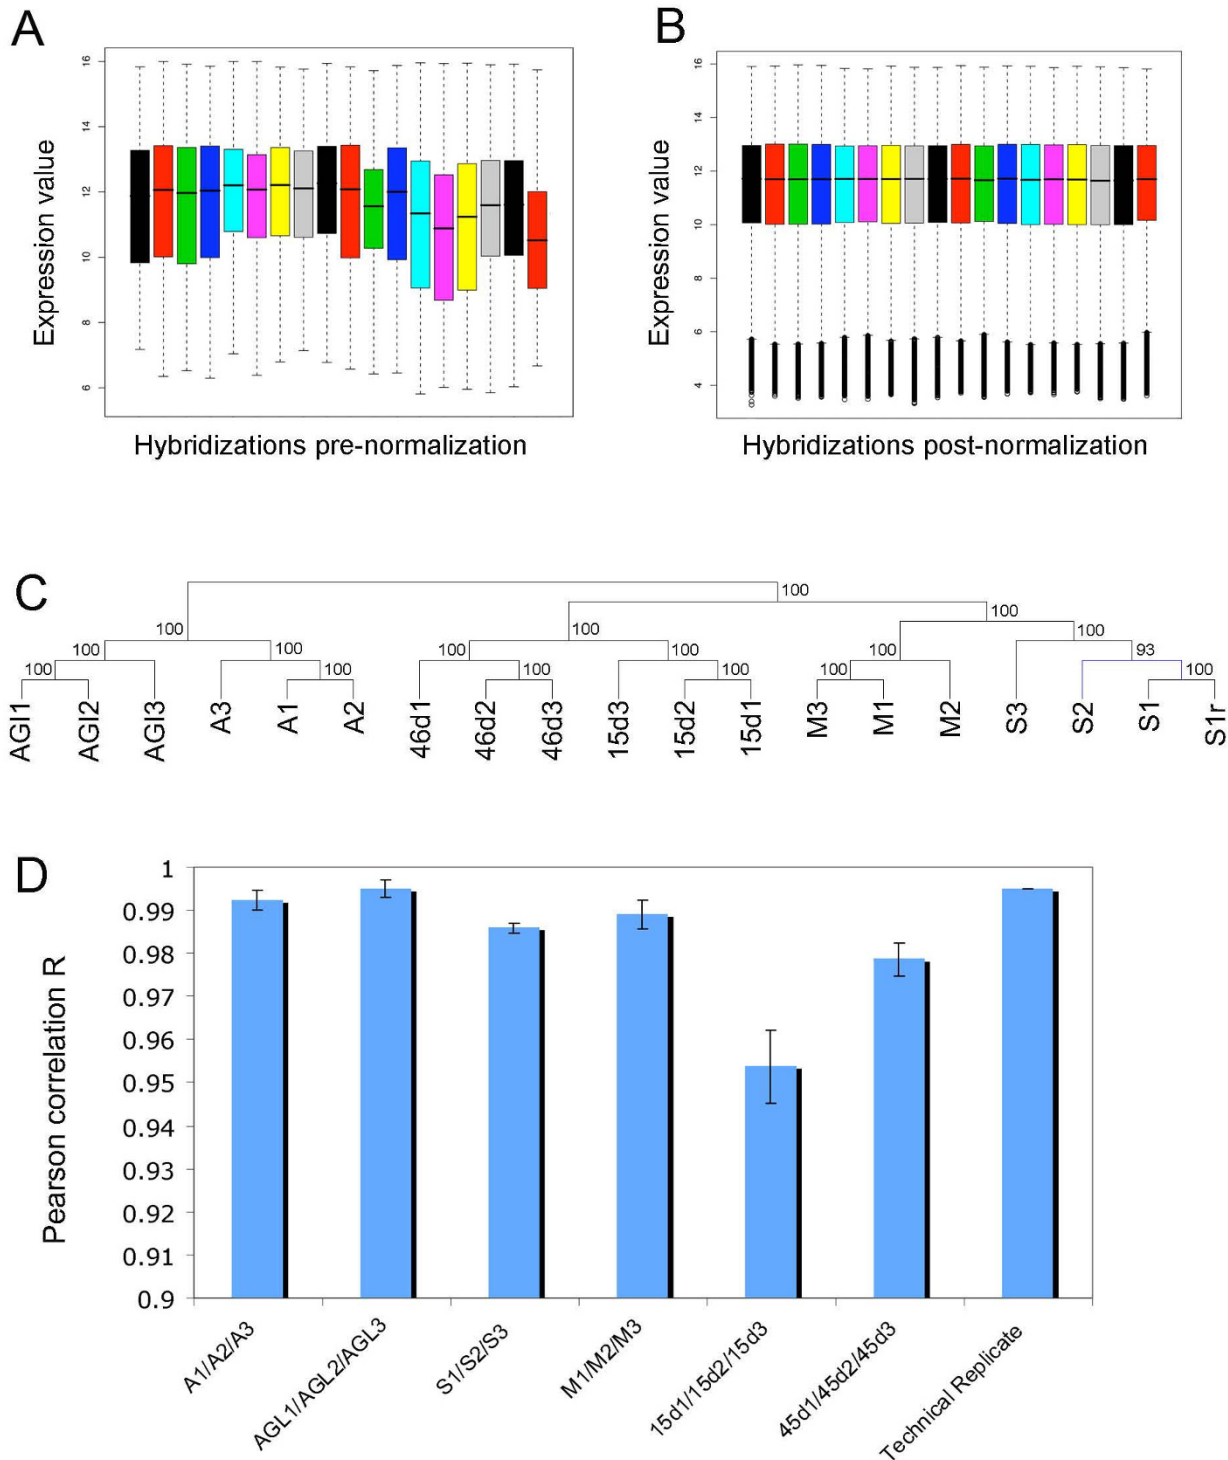 A
B
Expression value
16
14
12
10
8
6
Hybridizations pre-normalization
Expression value
16
14
12
10
8
6
4
Hybridizations post-normalization
C
100
100
100
100
100
100
100
100
93
100
100
100
100
100
100
100
100
AGl1
AGl2
AGl3
A3
A1
A2
46d1
46d2
46d3
15d3
15d2
15d1
M3
M1
M2
S3
S2
S1
S1r
D
Pearson correlation R
1
0.99
0.98
0.97
0.96
0.95
0.94
0.93
0.92
0.91
0.9
A1/A2/A3
AGL1/AGL2/AGL3
S1/S2/S3
M1/M2/M3
15d1/15d2/15d3
45d1/45d2/45d3
Technical Replicate